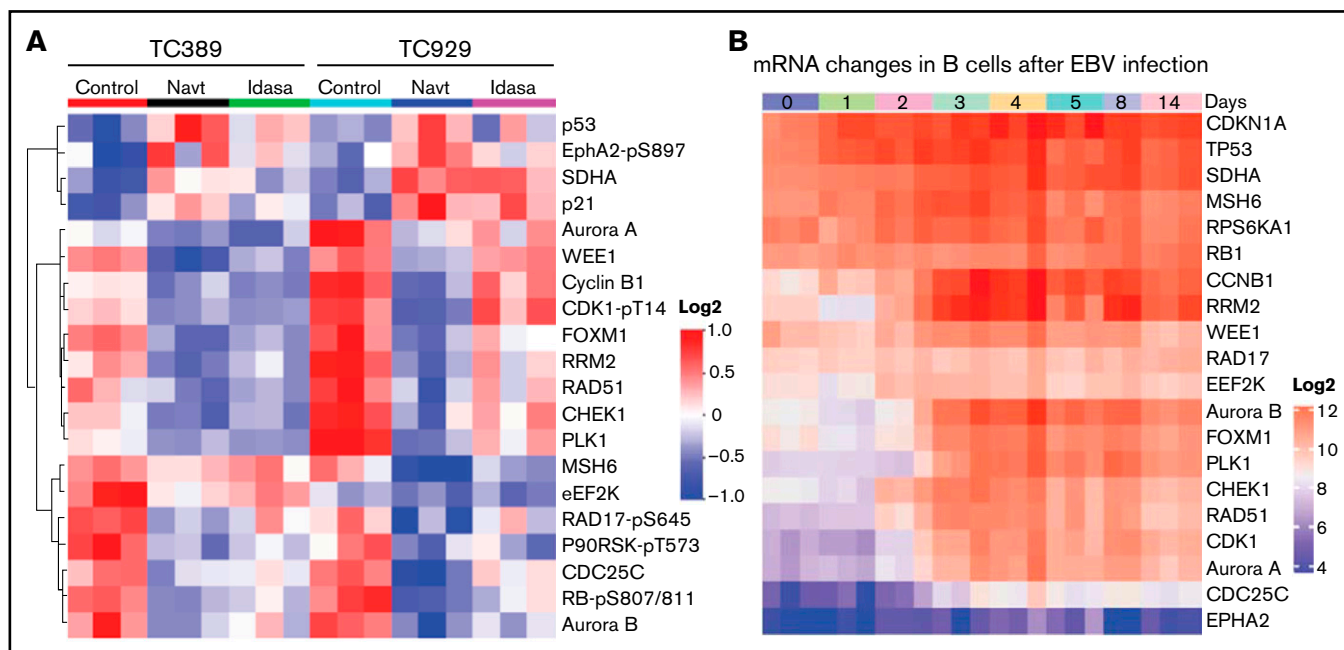 A
TC389 TC929
Control Navt Idasa Control Navt Idasa
p53
EphA2-pS897
SDHA
p21
Aurora A
WEE1
Cyclin B1
CDK1-pT14
FOXM1
RRM2
RAD51
CHEK1
PLK1
MSH6
eEF2K
RAD17-pS645
P90RSK-pT573
CDC25C
RB-pS807/811
Aurora B
Log2
1.0
0.5
0
−0.5
−1.0
B
mRNA changes in B cells after EBV infection
0 1 2 3 4 5 8 14 Days
CDKN1A
TP53
SDHA
MSH6
RPS6KA1
RB1
CCNB1
RRM2
WEE1
RAD17
EEF2K
Aurora B
FOXM1
PLK1
CHEK1
RAD51
CDK1
Aurora A
CDC25C
EPHA2
Log2
12
10
8
6
4